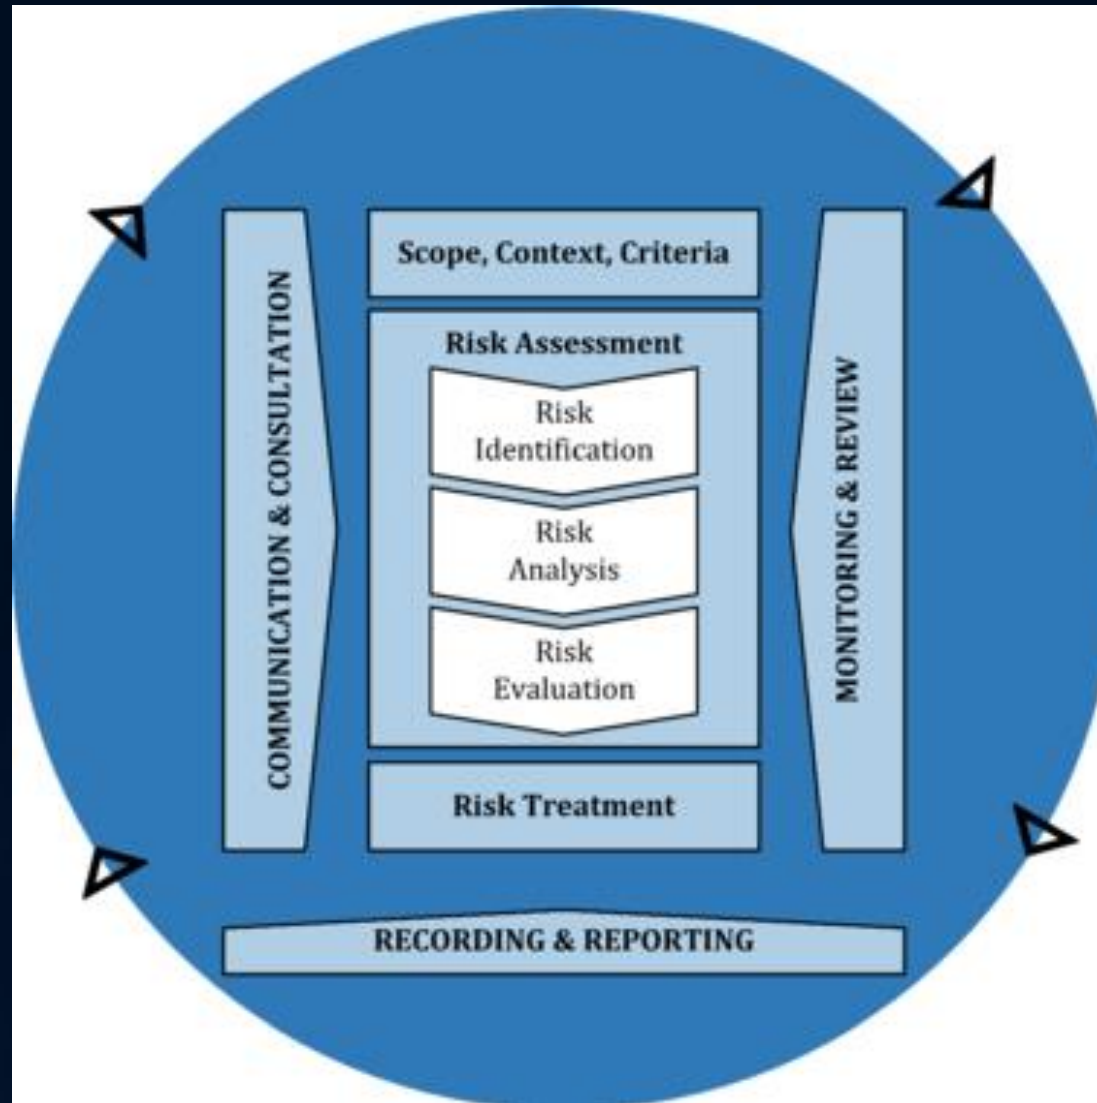 COMMUNICATION & CONSULTATION
Scope, Context, Criteria
Risk Assessment
Risk
Identification
Risk
Analysis
Risk
Evaluation
Risk Treatment
MONITORING & REVIEW
RECORDING & REPORTING